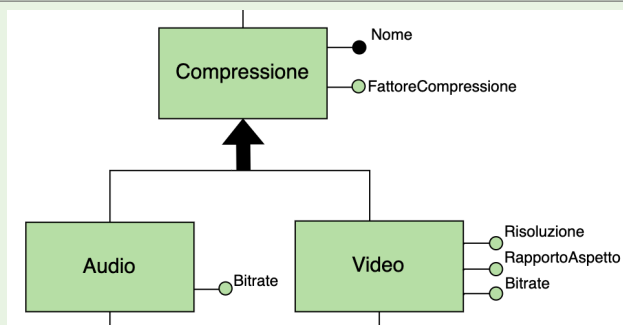 Nome
Compressione
FattoreCompressione
Audio
Bitrate
Video
Risoluzione
RapportoAspetto
Bitrate